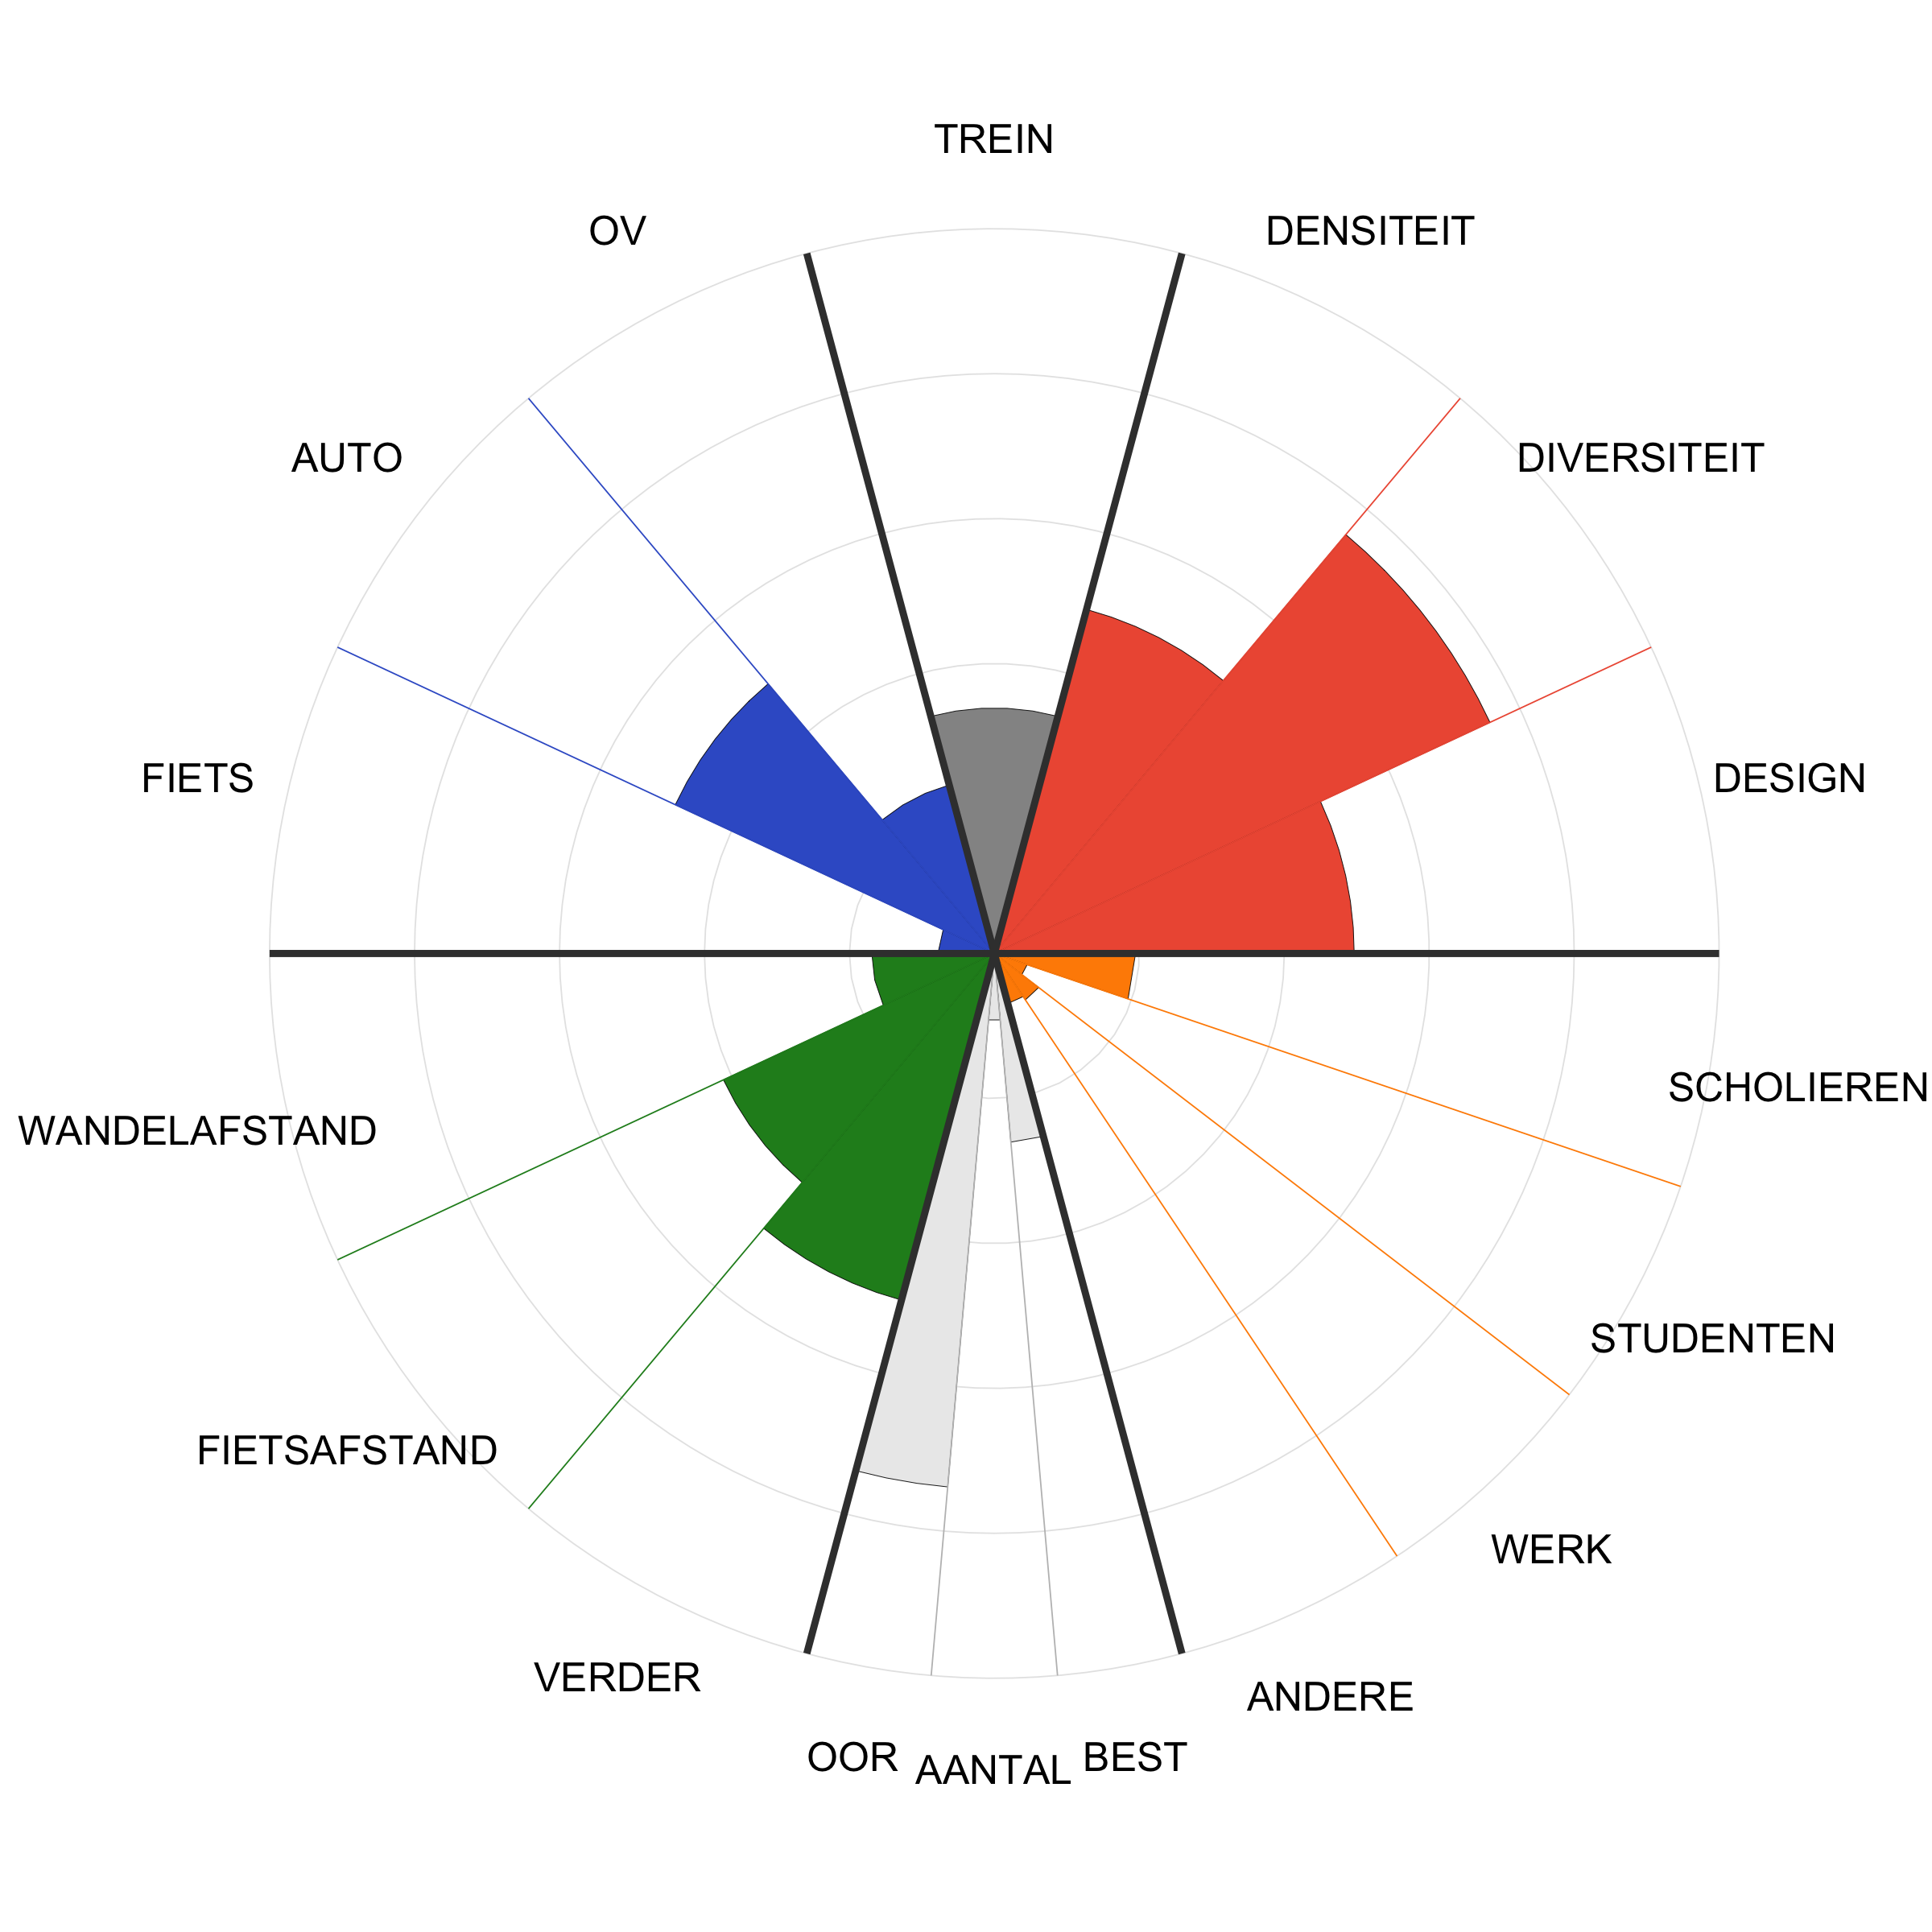 TREIN
OV
DENSITEIT
AUTO
DIVERSITEIT
FIETS
DESIGN
SCHOLIEREN
WANDELAFSTAND
STUDENTEN
FIETSAFSTAND
WERK
VERDER
ANDERE
OOR
AANTAL
BEST